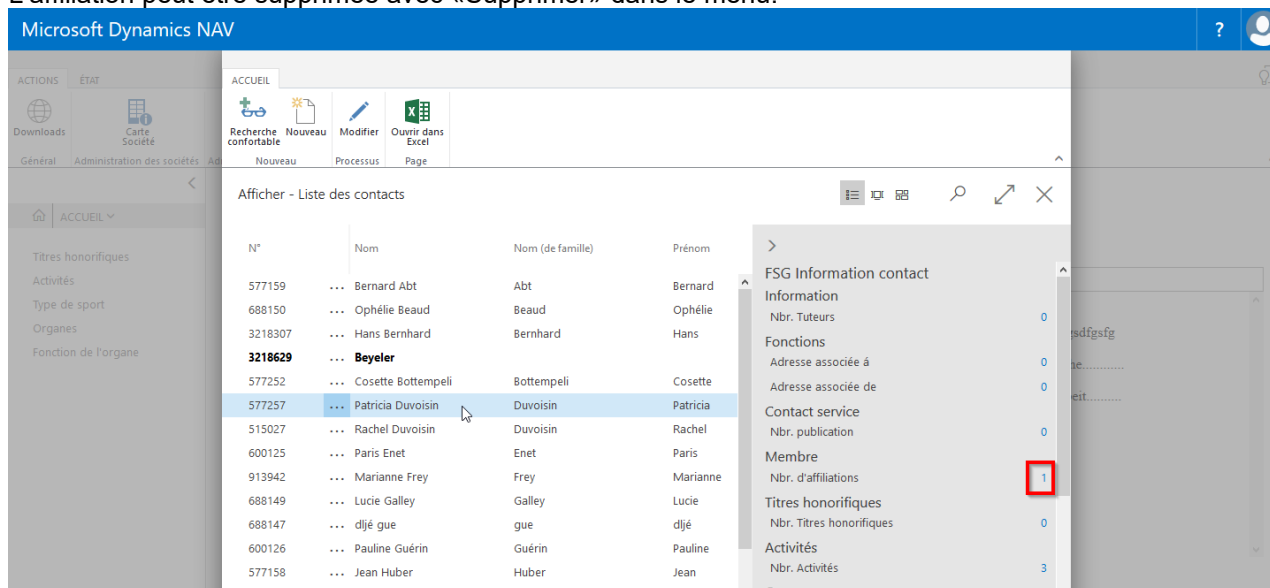 L'affiliation peut être supprimée avec «Supprimer» dans le menu.
Microsoft Dynamics NAV ?
ACTIONS ÉTAT
ACCUEIL
Downloads Carte Société
Recherche confortable Nouveau Modifier Ouvrir dans Excel
Général Administration des sociétés
Nouveau Processus Page
Afficher - Liste des contacts
ACCUEIL
Titres honorifiques
Activités
Type de sport
Organes
Fonction de l'organe
N° Nom Nom (de famille) Prénom
577159 ... Bernard Abt Abt Bernard
688150 ... Ophélie Beaud Beaud Ophélie
3218307 ... Hans Bernhard Bernhard Hans
3218629 ... Beyeler
577252 ... Cosette Bottempeli Bottempeli Cosette
577257 ... Patricia Duvoisin Duvoisin Patricia
515027 ... Rachel Duvoisin Duvoisin Rachel
600125 ... Paris Enet Enet Paris
913942 ... Marianne Frey Frey Marianne
688149 ... Lucie Galley Galley Lucie
688147 ... dljé gue gue dljé
600126 ... Pauline Guérin Guérin Pauline
577158 ... Jean Huber Huber Jean
FSG Information contact
Information
Nbr. Tuteurs 0
Fonctions
Adresse associée á 0
Adresse associée de 0
Contact service
Nbr. publication 0
Membre
Nbr. d'affiliations 1
Titres honorifiques
Nbr. Titres honorifiques 0
Activités
Nbr. Activités 3